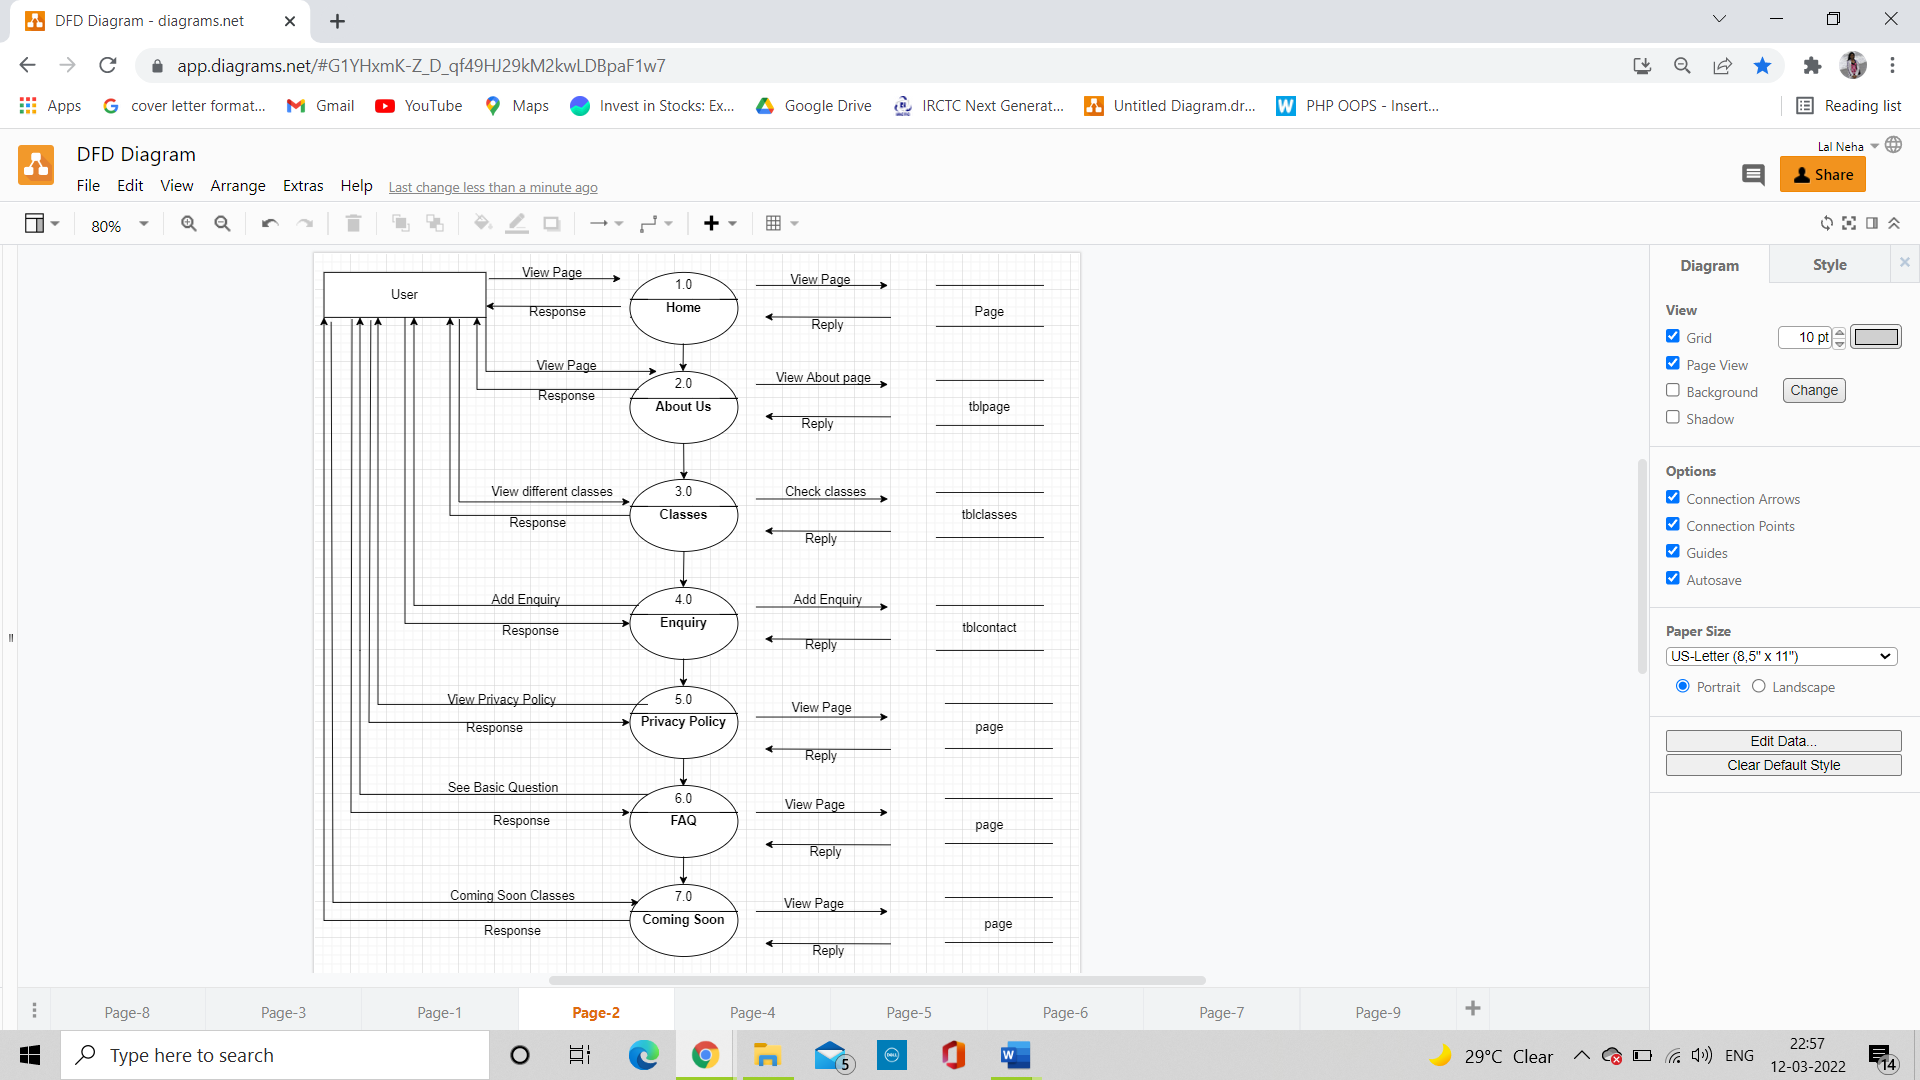 DFD Diagram - diagrams.net
app.diagrams.net/#G1YHxmK-Z_D_qf49HJ29kM2kwLDBpaF1w7
Apps
cover letter format...
Gmail
YouTube
Maps
Invest in Stocks: Ex...
Google Drive
IRCTC Next Generat...
Untitled Diagram.dr...
PHP OOPS - Insert...
Reading list
DFD Diagram
Lal Neha
File Edit View Arrange Extras Help Last change less than a minute ago
Share
80%
User
View Page
Response
1.0
Home
View Page
Reply
Page
View Page
Response
2.0
About Us
View About page
Reply
tblpage
View different classes
Response
3.0
Classes
Check classes
Reply
tblclasses
Add Enquiry
Response
4.0
Enquiry
Add Enquiry
Reply
tblcontact
View Privacy Policy
Response
5.0
Privacy Policy
View Page
Reply
page
See Basic Question
Response
6.0
FAQ
View Page
Reply
page
Coming Soon Classes
Response
7.0
Coming Soon
View Page
Reply
page
Diagram
Style
View
Grid
10 pt
Page View
Background
Change
Shadow
Options
Connection Arrows
Connection Points
Guides
Autosave
Paper Size
US-Letter (8,5" x 11")
Portrait
Landscape
Edit Data...
Clear Default Style
Page-8
Page-3
Page-1
Page-2
Page-4
Page-5
Page-6
Page-7
Page-9
Type here to search
5
DELL
W
29°C Clear
ENG
22:57
12-03-2022
14